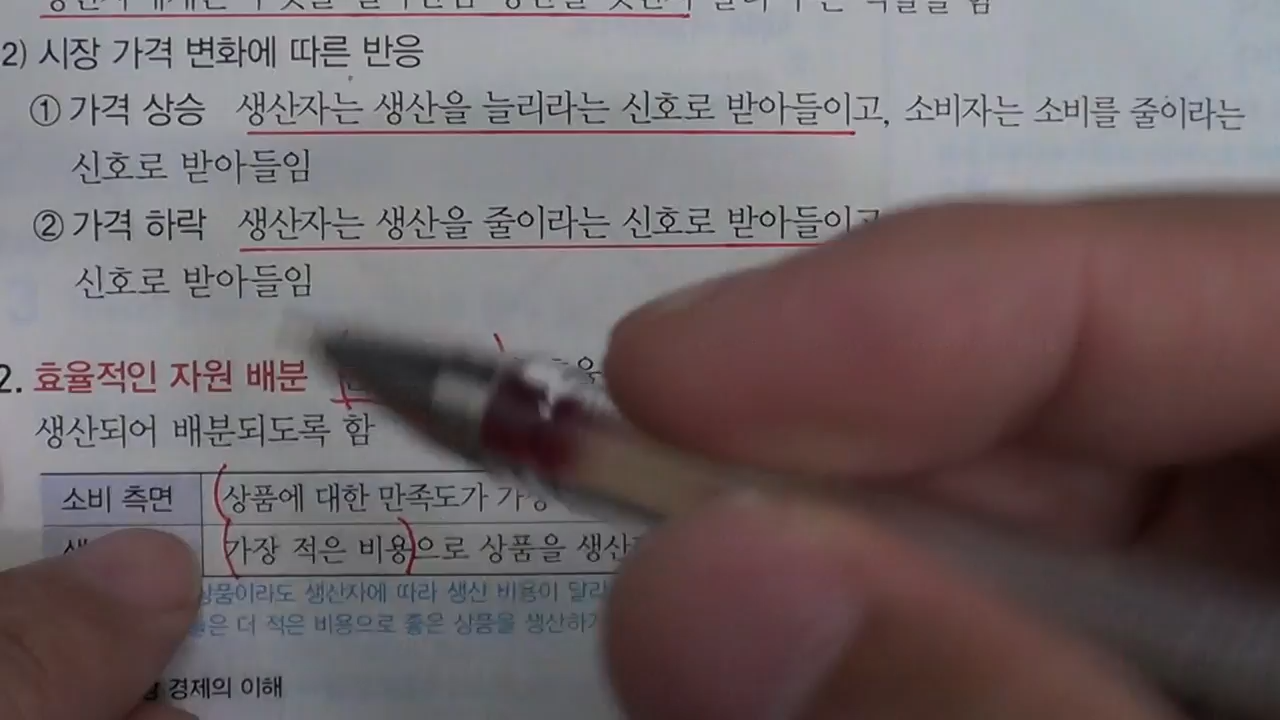 2) 시장 가격 변화에 따른 반응
① 가격 상승 생산자는 생산을 늘리라는 신호로 받아들이고, 소비자는 소비를 줄이라는
신호로 받아들임
② 가격 하락 생산자는 생산을 줄이라는 신호로 받아들이고
신호로 받아들임
2. 효율적인 자원 배분
생산되어 배분되도록 함
소비 측면 상품에 대한 만족도가
가장 적은 비용으로 상품을
상품이라도 생산자에 따라 생산 비용이
더 적은 비용으로 좋은 상품을
경제의 이해